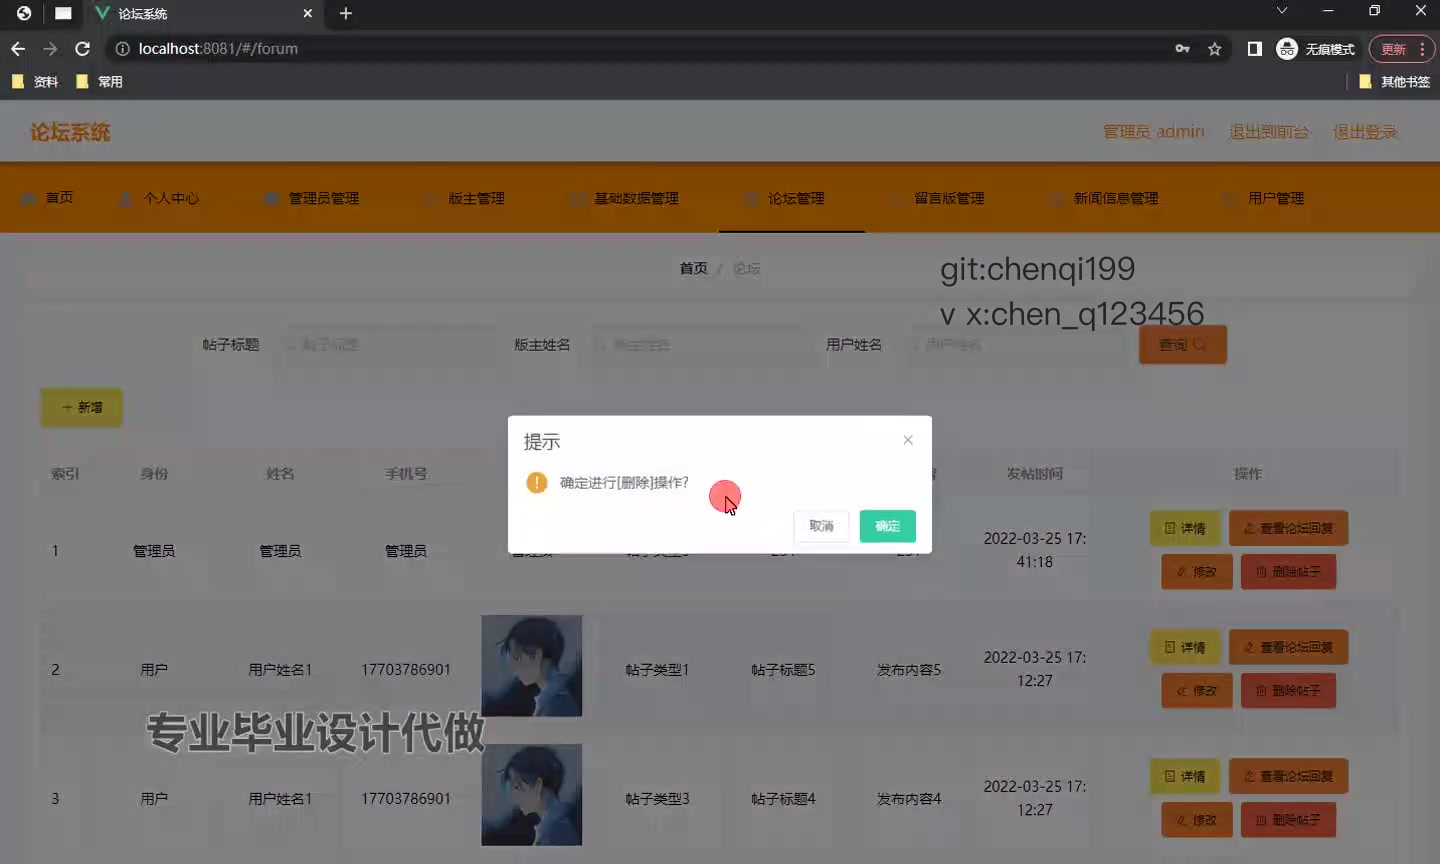 论坛系统
localhost:8081/#/forum
无痕模式
更新
资料
常用
其他书签
论坛系统
管理员 admin
退出到前台
退出登录
首页
个人中心
管理员管理
版主管理
基础数据管理
论坛管理
留言版管理
新闻信息管理
用户管理
首页 / 论坛
git:chenqi199
v x:chen_q123456
帖子标题
帖子标题
版主姓名
版主姓名
用户姓名
用户姓名
查询
+ 新增
提示
确定进行[删除]操作?
取消
确定
索引
身份
姓名
手机号
发帖时间
操作
1
管理员
管理员
管理员
2022-03-25 17:
41:18
详情
查看论坛回复
修改
删除帖子
2
用户
用户姓名1
17703786901
帖子类型1
帖子标题5
发布内容5
2022-03-25 17:
12:27
详情
查看论坛回复
修改
删除帖子
专业毕业设计代做
3
用户
用户姓名1
17703786901
帖子类型3
帖子标题4
发布内容4
2022-03-25 17:
12:27
详情
查看论坛回复
修改
删除帖子